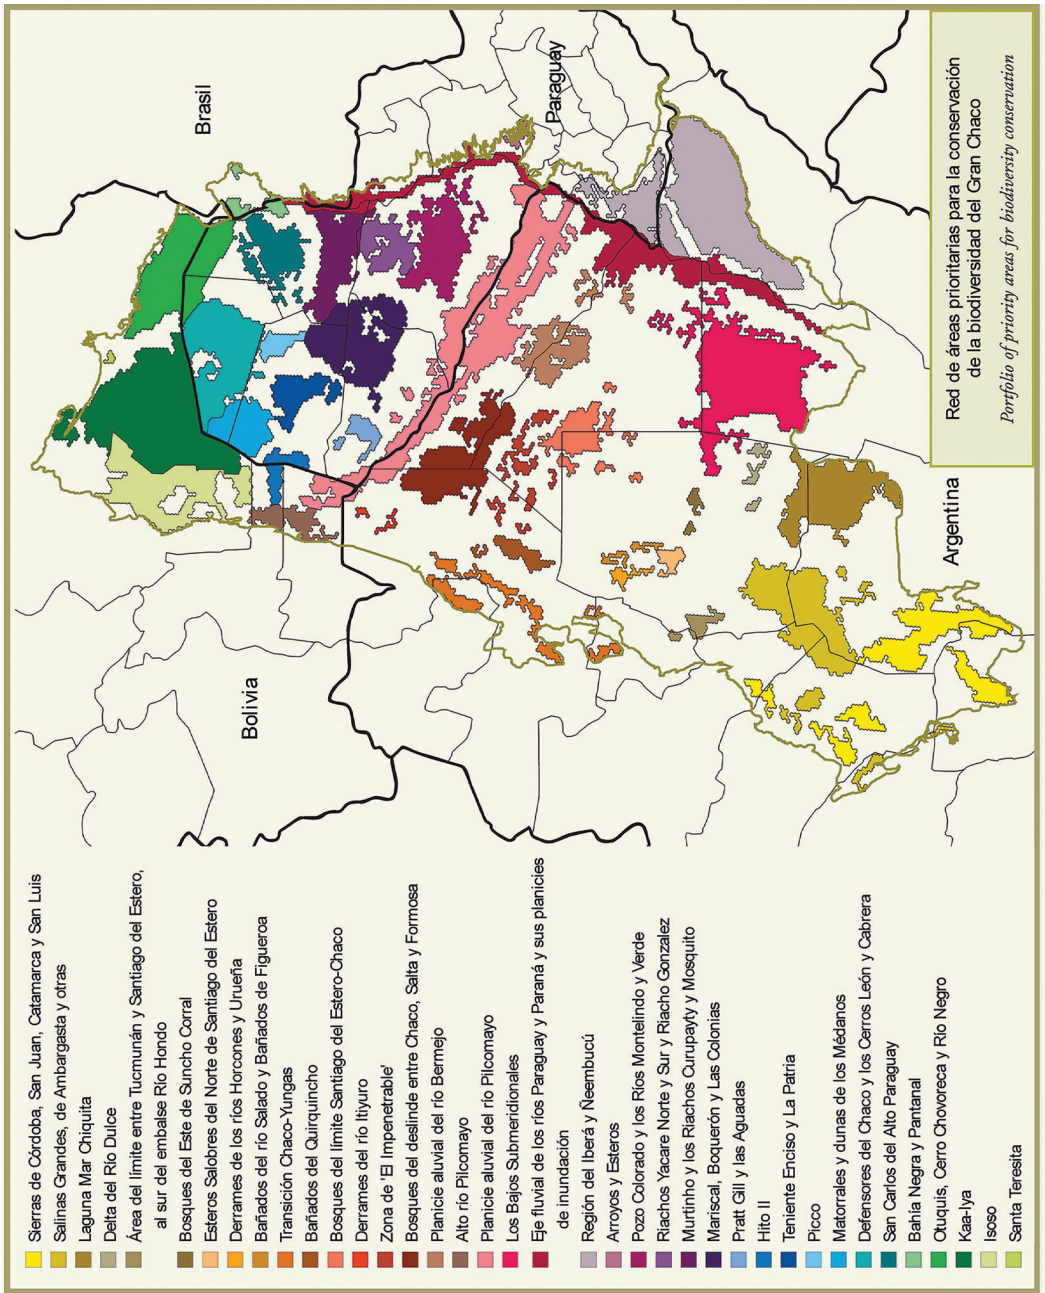 Brasil
Paraguay
Bolivia
Argentina
Red de áreas prioritarias para la conservación
de la biodiversidad del Gran Chaco
Portfolio of priority areas for biodiversity conservation
Sierras de Córdoba, San Juan, Catamarca y San Luis
Salinas Grandes, de Ambargasta y otras
Laguna Mar Chiquita
Delta del Río Dulce
Área del límite entre Tucmunán y Santiago del Estero,
al sur del embalse Río Hondo
Bosques del Este de Suncho Corral
Esteros Salobres del Norte de Santiago del Estero
Derrames de los ríos Horcones y Urueña
Bañados del río Salado y Bañados de Figueroa
Transición Chaco-Yungas
Bañados del Quirquincho
Bosques del límite Santiago del Estero-Chaco
Derrames del río Itiyuro
Zona de 'El Impenetrable'
Bosques del deslinde entre Chaco, Salta y Formosa
Planicie aluvial del río Bermejo
Alto río Pilcomayo
Planicie aluvial del río Pilcomayo
Los Bajos Submeridionales
Eje fluvial de los ríos Paraguay y Paraná y sus planicies
de inundación
Región del Iberá y Ñeembucú
Arroyos y Esteros
Pozo Colorado y los Ríos Montelindo y Verde
Riachos Yacare Norte y Sur y Riacho Gonzalez
Murtinho y los Riachos Curupayty y Mosquito
Mariscal, Boquerón y Las Colonias
Pratt Gill y las Aguadas
Hito II
Teniente Enciso y La Patria
Picco
Matorrales y dunas de los Médanos
Defensores del Chaco y los Cerros León y Cabrera
San Carlos del Alto Paraguay
Bahía Negra y Pantanal
Otuquis, Cerro Chovoreca y Río Negro
Kaa-Iya
Isoso
Santa Teresita